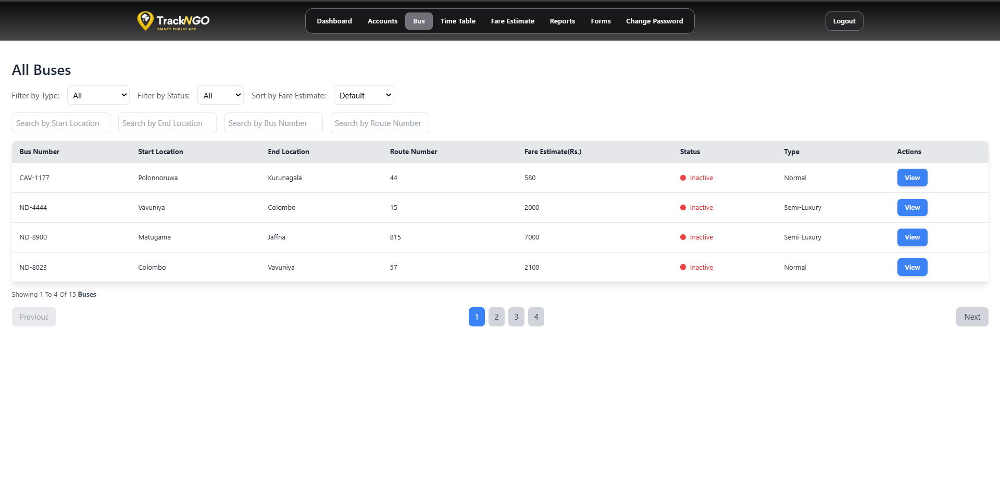 TrackNGO
SMART PUBLIC APP
Dashboard Accounts Bus Time Table Fare Estimate Reports Forms Change Password
Logout
All Buses
Filter by Type: All Filter by Status: All Sort by Fare Estimate: Default
Search by Start Location Search by End Location Search by Bus Number Search by Route Number
Bus Number Start Location End Location Route Number Fare Estimate(Rs.) Status Type Actions
CAV-1177 Polonnoruwa Kurunagala 44 580 Inactive Normal View
ND-4444 Vavuniya Colombo 15 2000 Inactive Semi-Luxury View
ND-8900 Matugama Jaffna 815 7000 Inactive Semi-Luxury View
ND-8023 Colombo Vavuniya 57 2100 Inactive Normal View
Showing 1 To 4 Of 15 Buses
Previous 1 2 3 4 Next